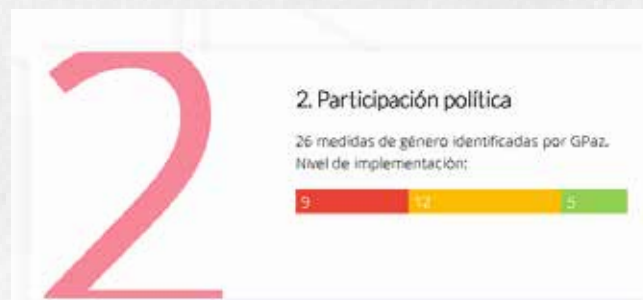 2
2. Participación política
26 medidas de género identificadas por GPaz.
Nivel de implementación:
9 12 5